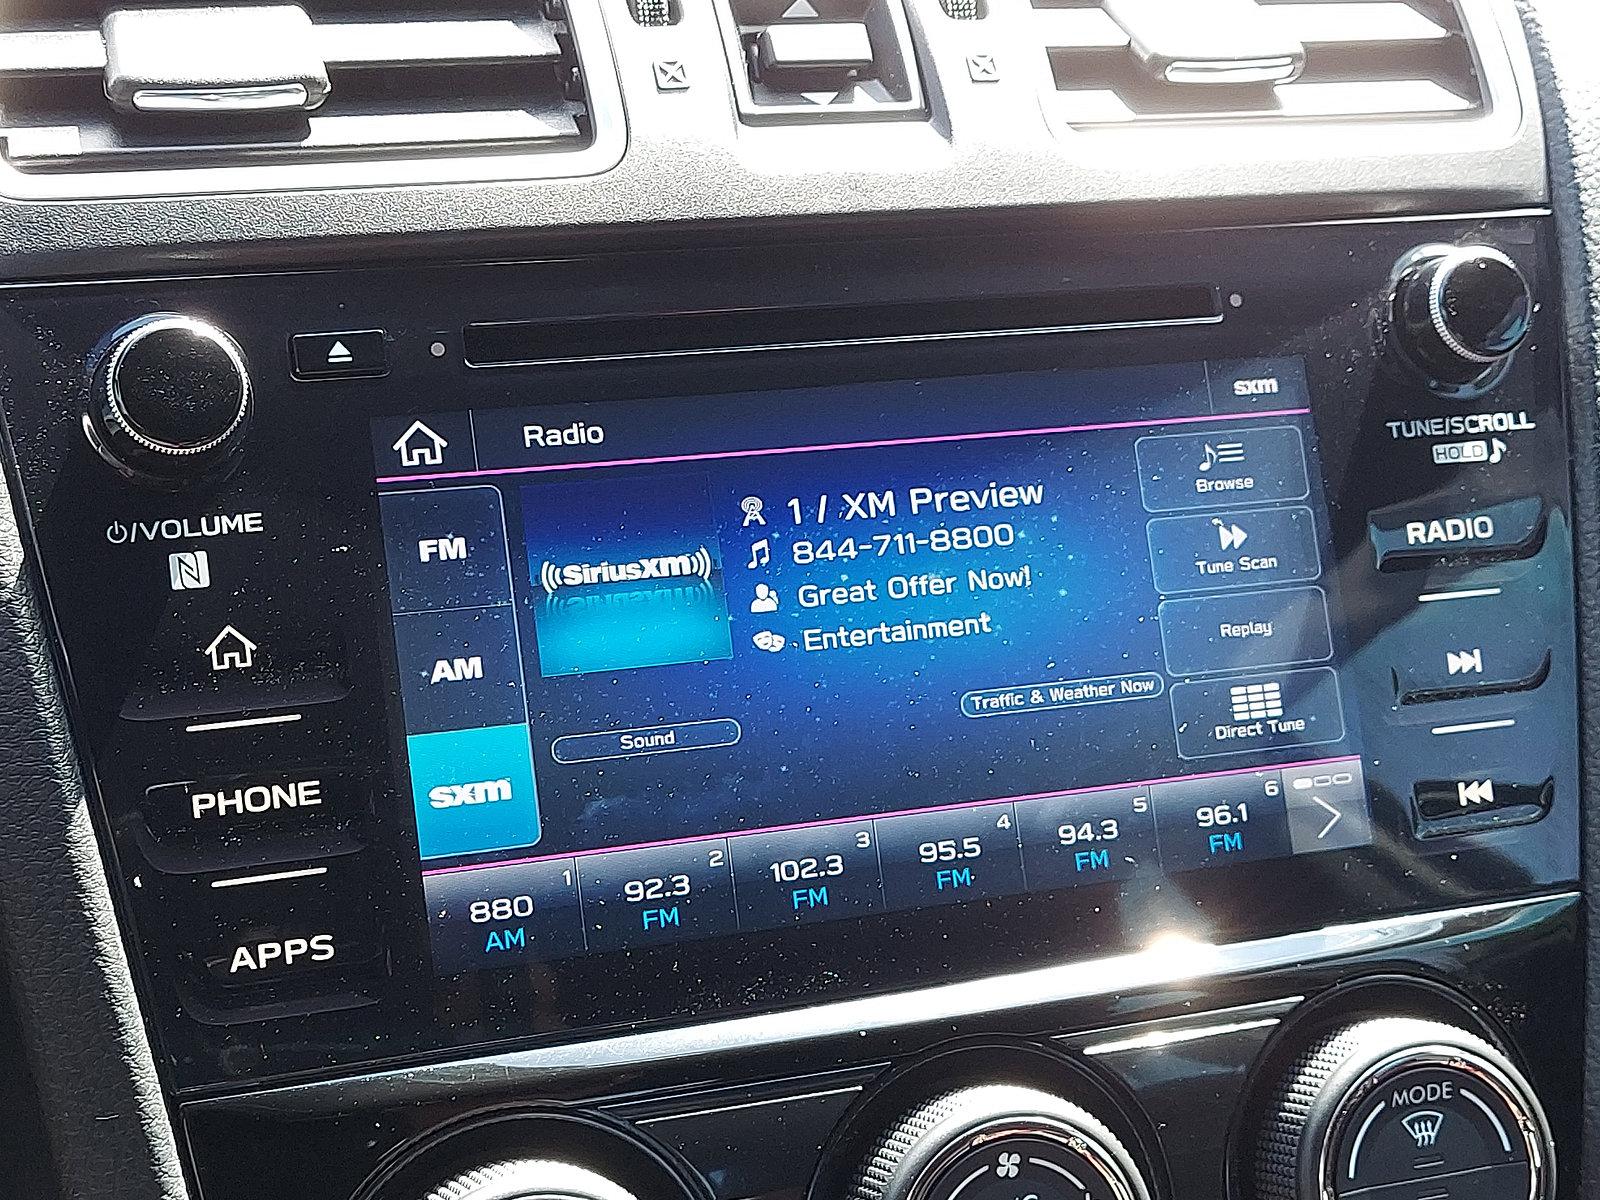 Radio
sxm
FM
AM
sxm
((SiriusXM))
1 / XM Preview
844-711-8800
Great Offer Now!
Entertainment
Browse
Tune Scan
Replay
Direct Tune
Traffic & Weather Now
Sound
1
880
AM
2
92.3
FM
3
102.3
FM
4
95.5
FM
5
94.3
FM
6
96.1
FM
/VOLUME
N
PHONE
APPS
TUNE/SCROLL
HOLD
RADIO
MODE